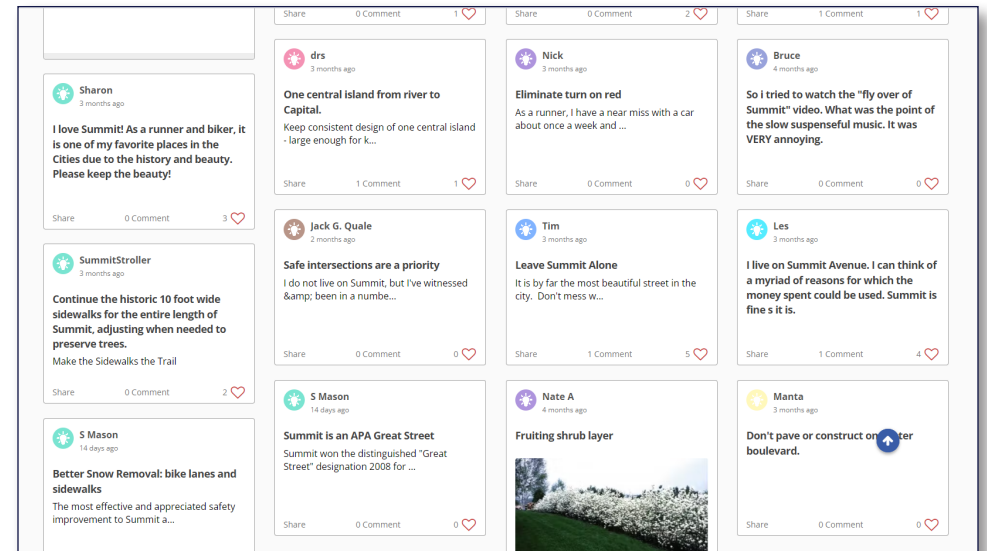 Share 0 Comment 1
Share 0 Comment 2
Share 1 Comment 1
Sharon
3 months ago
I love Summit! As a runner and biker, it
is one of my favorite places in the
Cities due to the history and beauty.
Please keep the beauty!
Share 0 Comment 3
SummitStroller
3 months ago
Continue the historic 10 foot wide
sidewalks for the entire length of
Summit, adjusting when needed to
preserve trees.
Make the Sidewalks the Trail
Share 0 Comment 2
S Mason
14 days ago
Better Snow Removal: bike lanes and
sidewalks
The most effective and appreciated safety
improvement to Summit a...
drs
3 months ago
One central island from river to
Capital.
Keep consistent design of one central island
- large enough for k...
Share 1 Comment 1
Jack G. Quale
2 months ago
Safe intersections are a priority
I do not live on Summit, but I've witnessed
&amp; been in a numbe...
Share 0 Comment 0
S Mason
14 days ago
Summit is an APA Great Street
Summit won the distinguished "Great
Street" designation 2008 for ...
Share 0 Comment 0
Nick
3 months ago
Eliminate turn on red
As a runner, I have a near miss with a car
about once a week and ...
Share 0 Comment 0
Tim
3 months ago
Leave Summit Alone
It is by far the most beautiful street in the
city. Don't mess w...
Share 1 Comment 5
Nate A
4 months ago
Fruiting shrub layer
Bruce
4 months ago
So i tried to watch the "fly over of
Summit" video. What was the point of
the slow suspenseful music. It was
VERY annoying.
Share 0 Comment 0
Les
3 months ago
I live on Summit Avenue. I can think of
a myriad of reasons for which the
money spent could be used. Summit is
fine s it is.
Share 1 Comment 4
Manta
3 months ago
Don't pave or construct on
boulevard.
Share 0 Comment 0